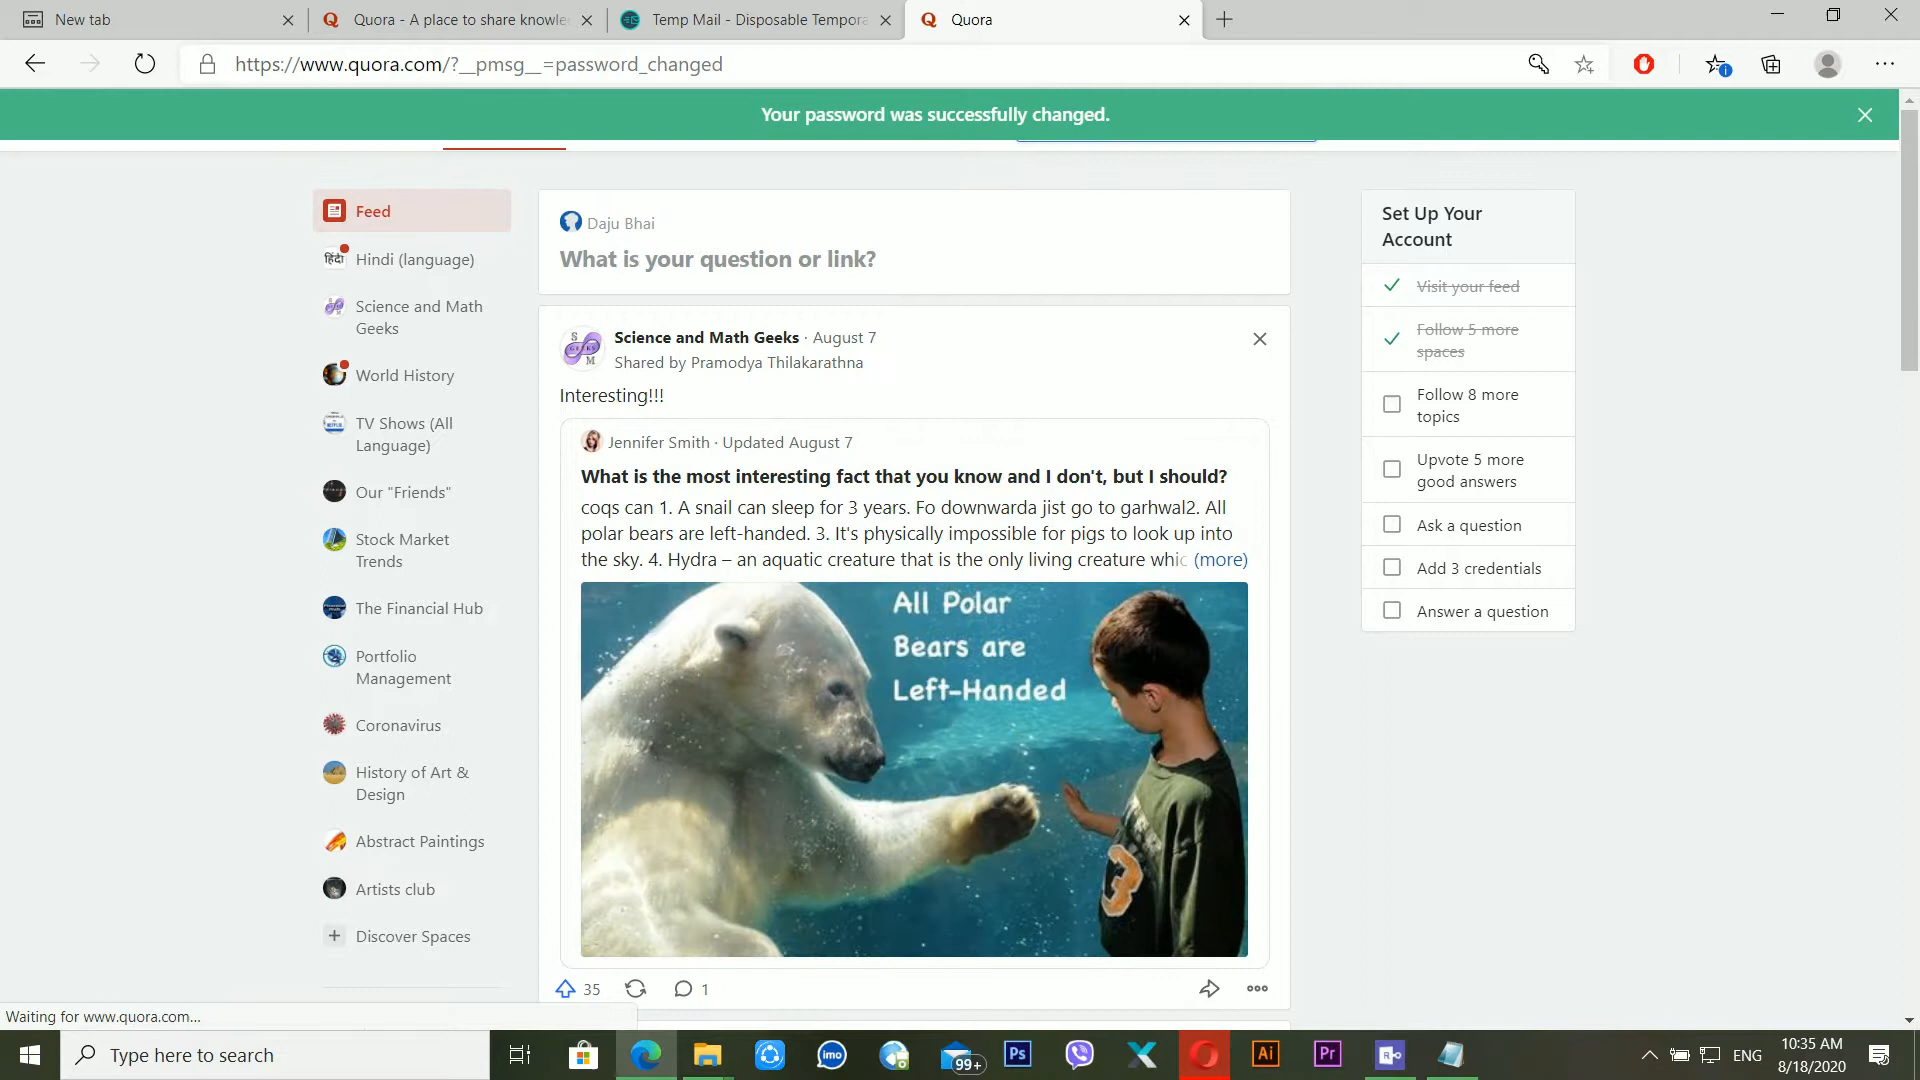 New tab
Quora - A place to share knowle
Temp Mail - Disposable Tempora
Quora
https://www.quora.com/?__pmsg__=password_changed
Your password was successfully changed.
Feed
हिंदी
Hindi (language)
Science and Math
Geeks
World History
TV Shows (All
Language)
Our "Friends"
Stock Market
Trends
The Financial Hub
Portfolio
Management
Coronavirus
History of Art &
Design
Abstract Paintings
Artists club
+ Discover Spaces
Daju Bhai
What is your question or link?
S
GEEKS
M
Science and Math Geeks · August 7
Shared by Pramodya Thilakarathna
Interesting!!!
Jennifer Smith · Updated August 7
What is the most interesting fact that you know and I don't, but I should?
coqs can 1. A snail can sleep for 3 years. Fo downwarda jist go to garhwal2. All
polar bears are left-handed. 3. It's physically impossible for pigs to look up into
the sky. 4. Hydra – an aquatic creature that is the only living creature whic (more)
All Polar
Bears are
Left-Handed
3
35
1
Set Up Your
Account
Visit your feed
Follow 5 more
spaces
Follow 8 more
topics
Upvote 5 more
good answers
Ask a question
Add 3 credentials
Answer a question
Waiting for www.quora.com...
Type here to search
imo
99+
Ps
Ai
Pr
R
ENG
10:35 AM
8/18/2020